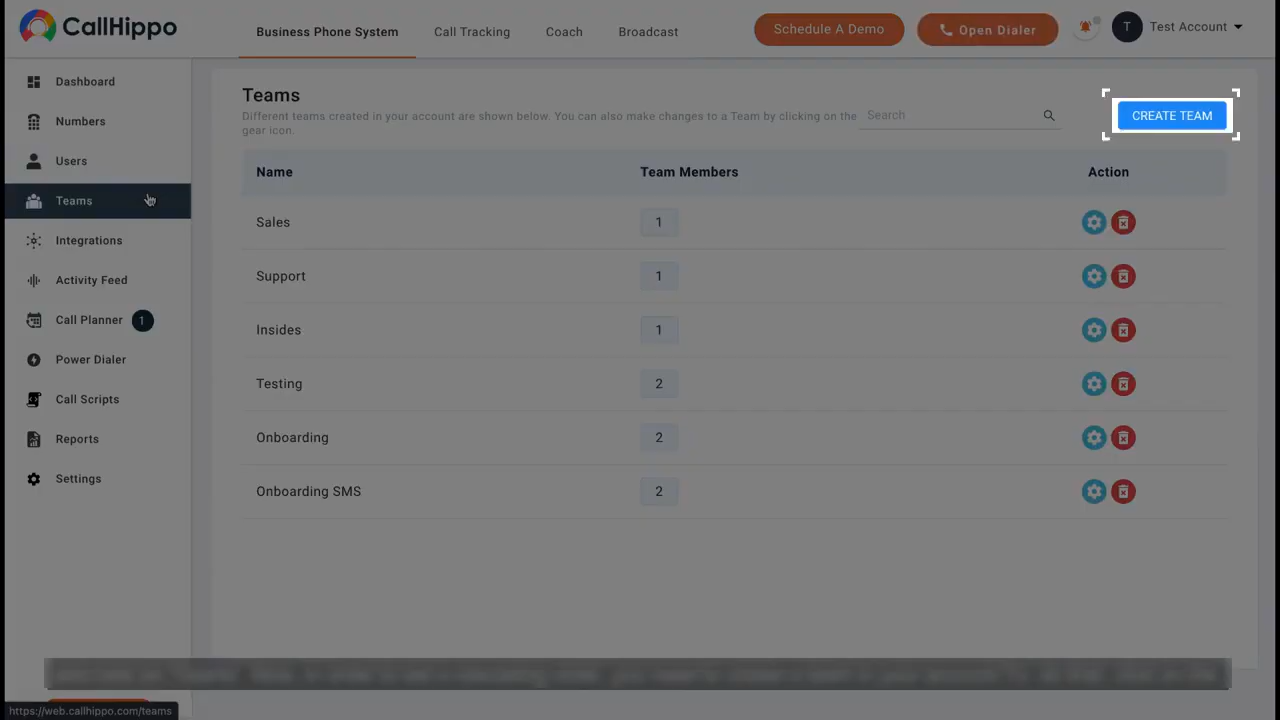 CallHippo
Business Phone System
Call Tracking
Coach
Broadcast
Schedule A Demo
Open Dialer
T
Test Account
Dashboard
Numbers
Users
Teams
Integrations
Activity Feed
Call Planner 1
Power Dialer
Call Scripts
Reports
Settings
Teams
Different teams created in your account are shown below. You can also make changes to a Team by clicking on the
gear icon.
Search
CREATE TEAM
Name Team Members Action
Sales 1
Support 1
Insides 1
Testing 2
Onboarding 2
Onboarding SMS 2
https://web.callhippo.com/teams